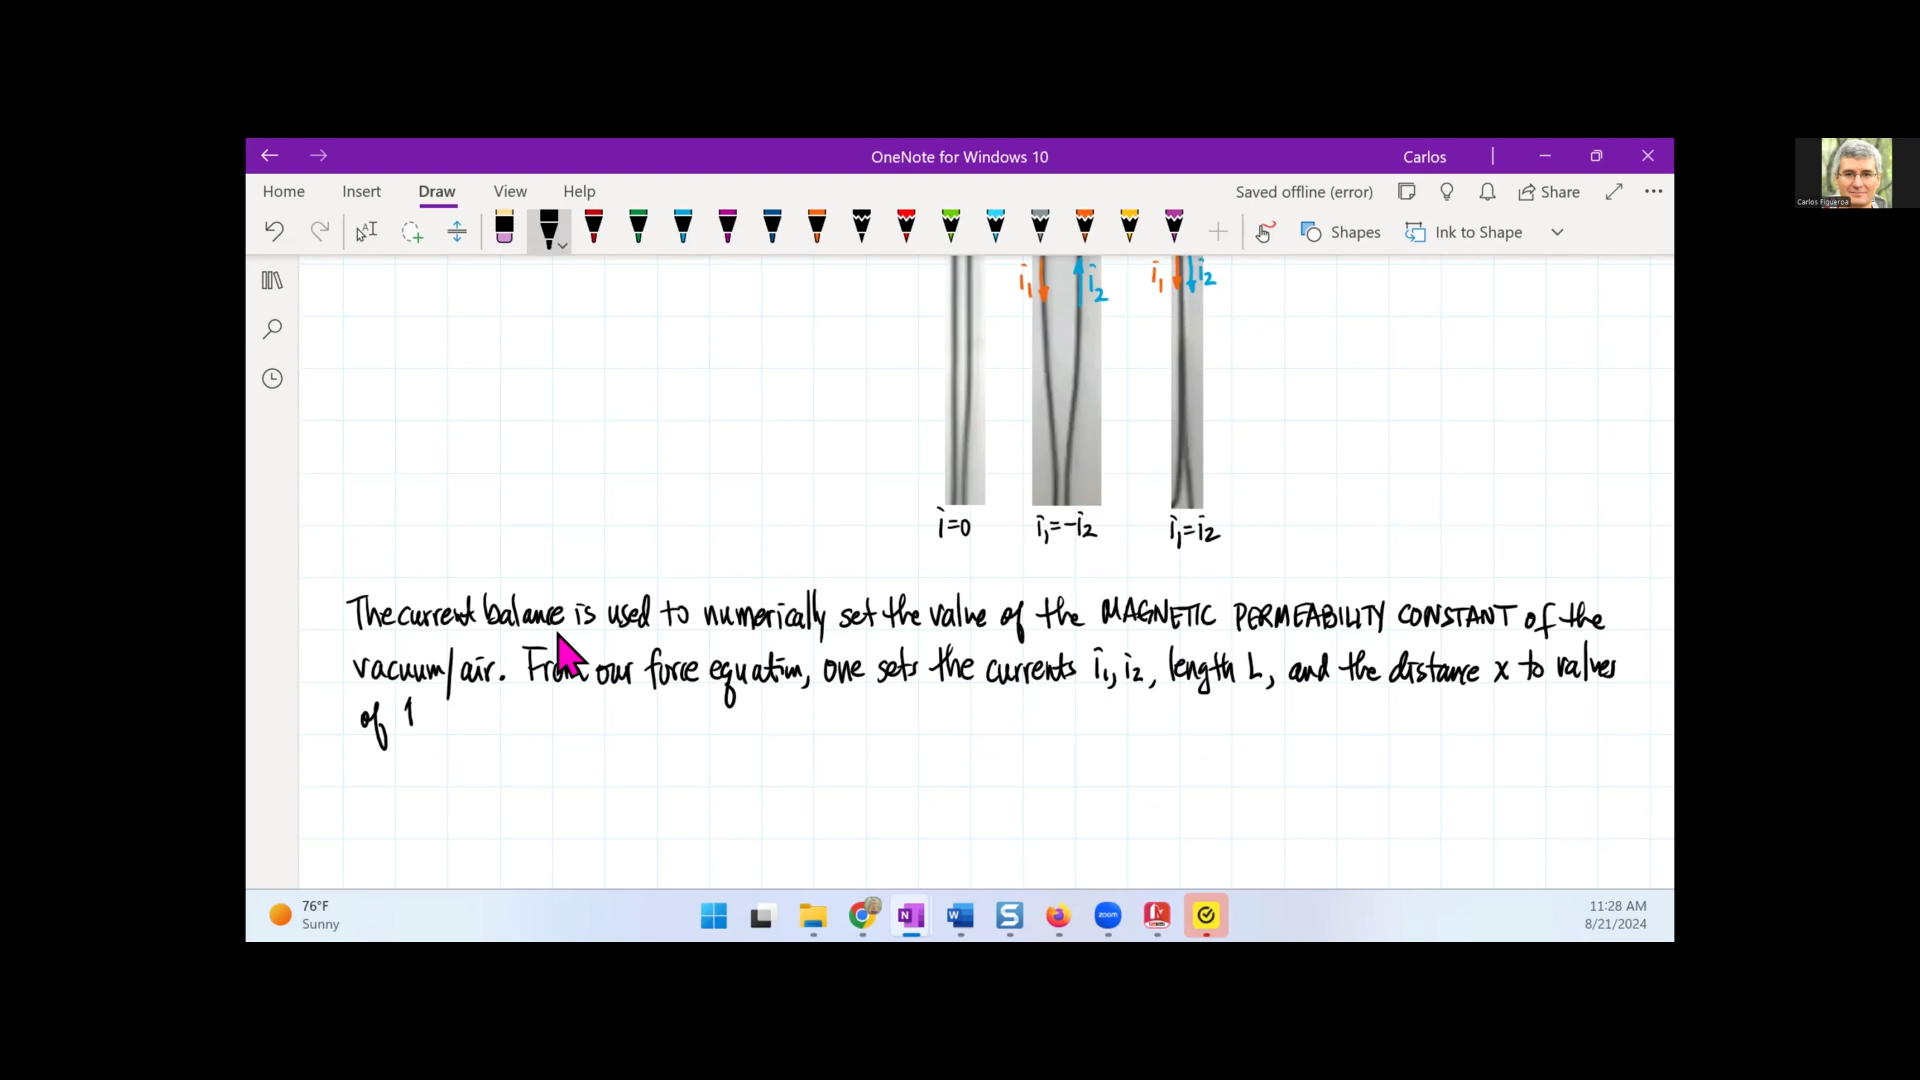 OneNote for Windows 10
Carlos
Home Insert Draw View Help
Saved offline (error)
Share
Shapes
Ink to Shape
Carlos Figueroa
i₁ i₂ i₁ i₂
i=0 i₁=-i₂ i₁=i₂
The current balance is used to numerically set the value of the MAGNETIC PERMEABILITY CONSTANT of the
vacuum/air. From our force equation, one sets the currents i₁, i₂, length L, and the distance x to values
of 1
76°F
Sunny
zoom
11:28 AM
8/21/2024